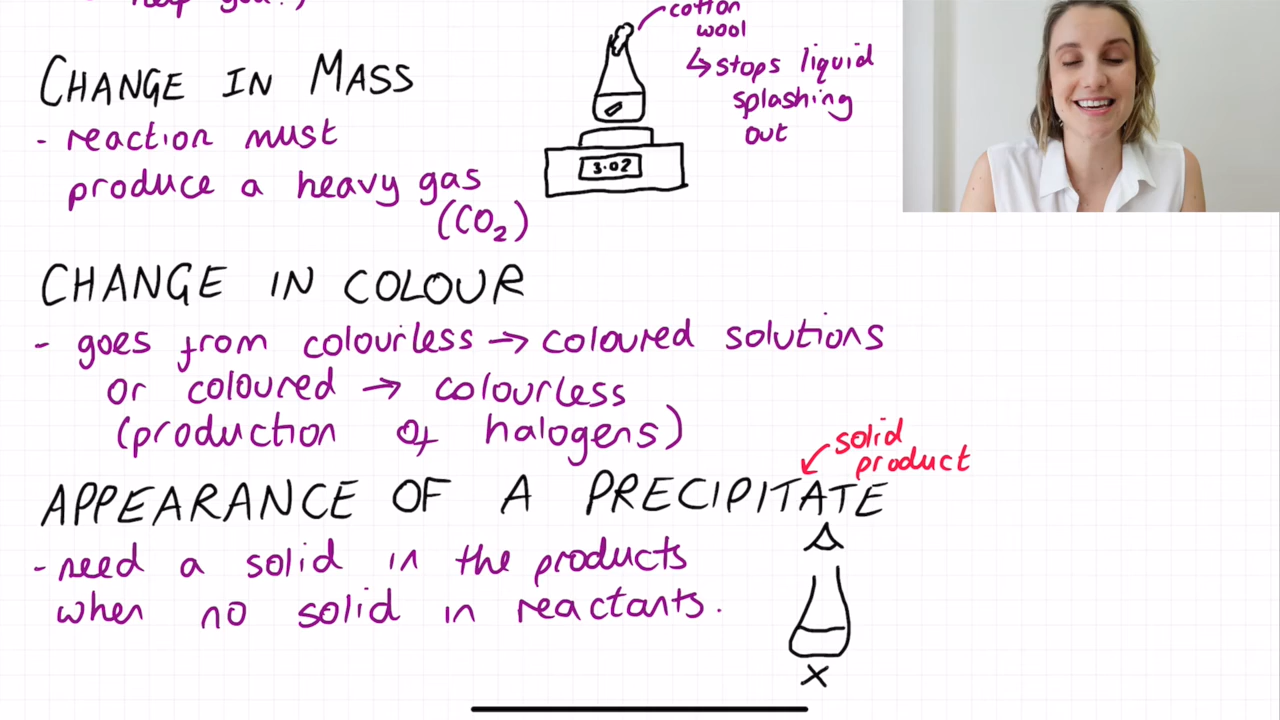 help you!)
CHANGE IN MASS
- reaction must
produce a heavy gas
(CO₂)
cotton
wool
↳ stops liquid
splashing
out
3.02
CHANGE IN COLOUR
- goes from colourless → coloured solutions
or coloured → colourless
(production of halogens)
APPEARANCE OF A PRECIPITATE
solid
product
- need a solid in the products
when no solid in reactants.
X